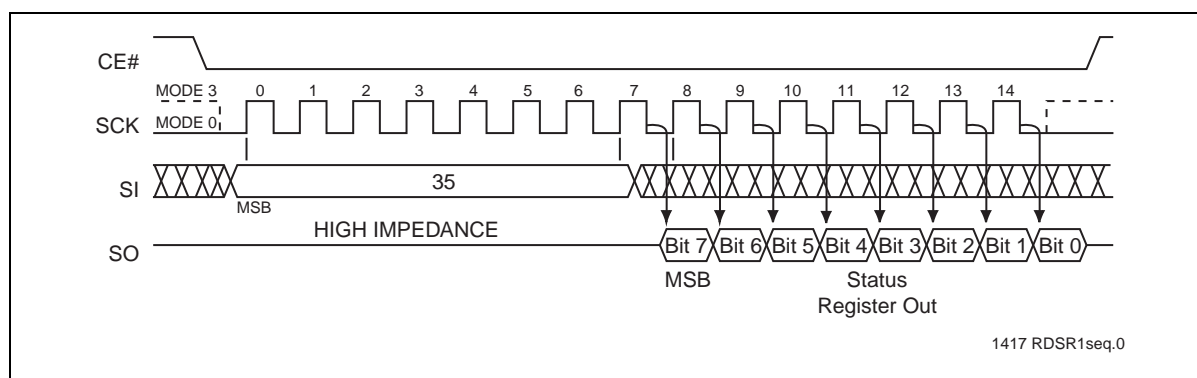 CE#
MODE 3 0 1 2 3 4 5 6 7 8 9 10 11 12 13 14
SCK MODE 0
SI 35
MSB
HIGH IMPEDANCE
SO Bit 7 Bit 6 Bit 5 Bit 4 Bit 3 Bit 2 Bit 1 Bit 0
MSB Status
Register Out
1417 RDSR1seq.0